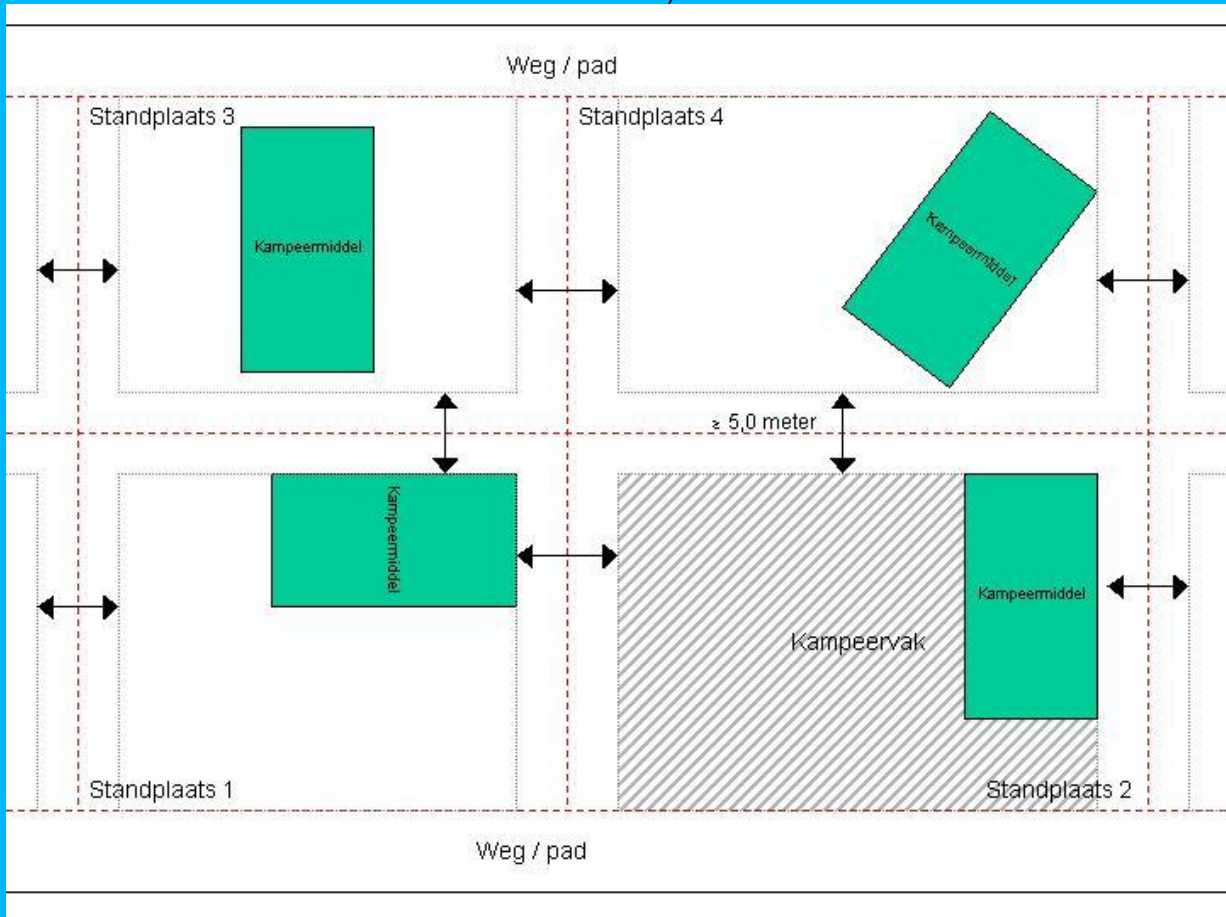 Weg / pad
Standplaats 3
Standplaats 4
Kampeermiddel
Kampeermiddel
≥ 5,0 meter
Kampeermiddel
Kampeermiddel
Kampeervak
Standplaats 1
Standplaats 2
Weg / pad